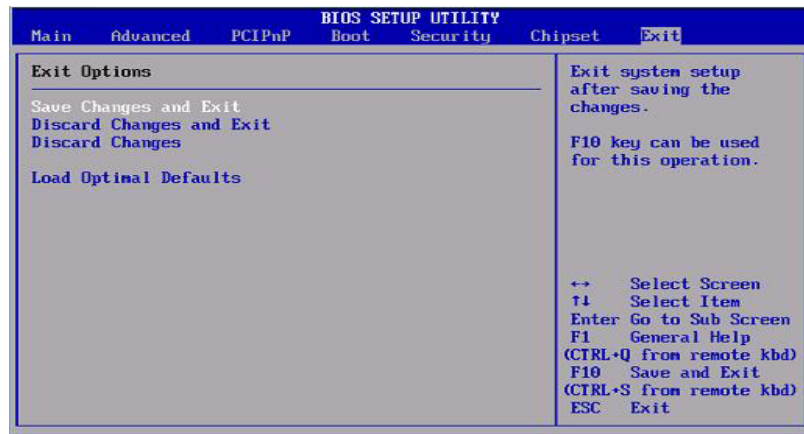 BIOS SETUP UTILITY
Main Advanced PCIPnP Boot Security Chipset Exit
Exit Options
Save Changes and Exit
Discard Changes and Exit
Discard Changes
Load Optimal Defaults
Exit system setup
after saving the
changes.
F10 key can be used
for this operation.
↔ Select Screen
↑↓ Select Item
Enter Go to Sub Screen
F1 General Help
(CTRL+Q from remote kbd)
F10 Save and Exit
(CTRL+S from remote kbd)
ESC Exit